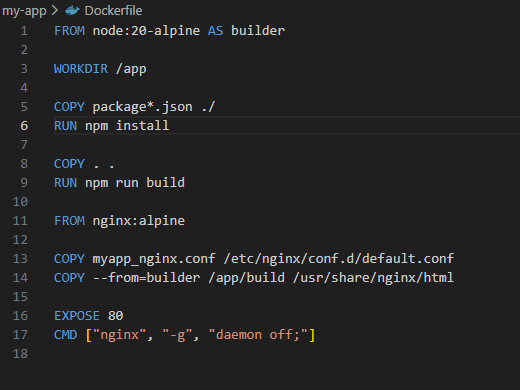 my-app > Dockerfile
1 FROM node:20-alpine AS builder
2
3 WORKDIR /app
4
5 COPY package*.json ./
6 RUN npm install
7
8 COPY . .
9 RUN npm run build
10
11 FROM nginx:alpine
12
13 COPY myapp_nginx.conf /etc/nginx/conf.d/default.conf
14 COPY --from=builder /app/build /usr/share/nginx/html
15
16 EXPOSE 80
17 CMD ["nginx", "-g", "daemon off;"]
18